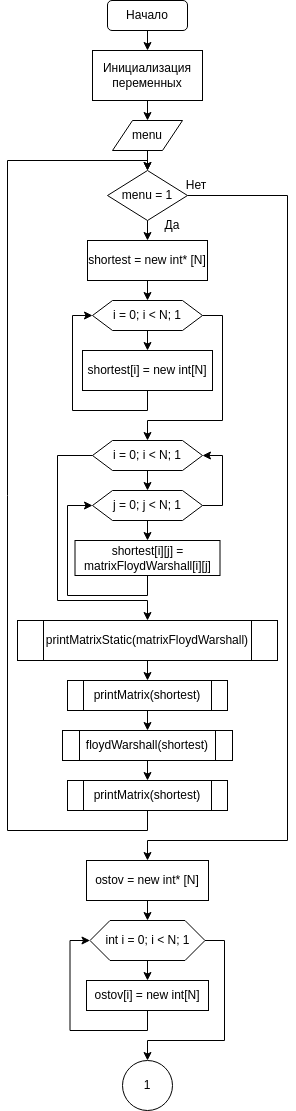 Начало
Инициализация
переменных
menu
menu = 1
Нет
Да
shortest = new int* [N]
i = 0; i < N; 1
shortest[i] = new int[N]
i = 0; i < N; 1
j = 0; j < N; 1
shortest[i][j] =
matrixFloydWarshall[i][j]
printMatrixStatic(matrixFloydWarshall)
printMatrix(shortest)
floydWarshall(shortest)
printMatrix(shortest)
ostov = new int* [N]
int i = 0; i < N; 1
ostov[i] = new int[N]
1